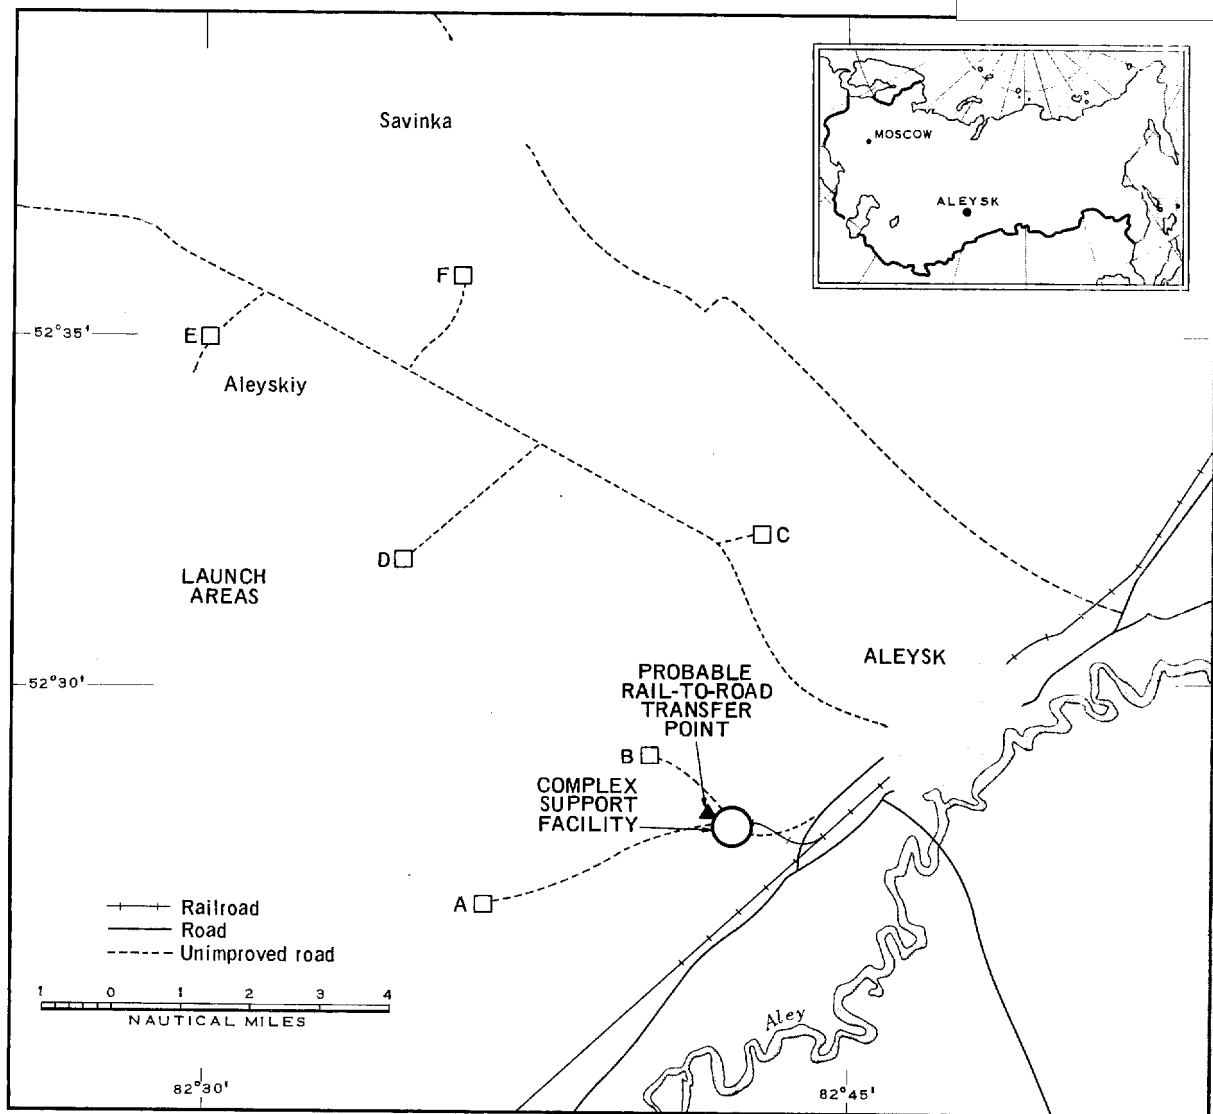 Savinka
MOSCOW
ALEYSK
F
E
52°35'
Aleyskiy
C
D
LAUNCH
AREAS
ALEYSK
52°30'
PROBABLE
RAIL-TO-ROAD
TRANSFER
POINT
B
COMPLEX
SUPPORT
FACILITY
A
Railroad
Road
Unimproved road
1 0 1 2 3 4
NAUTICAL MILES
Aley
82°30'
82°45'